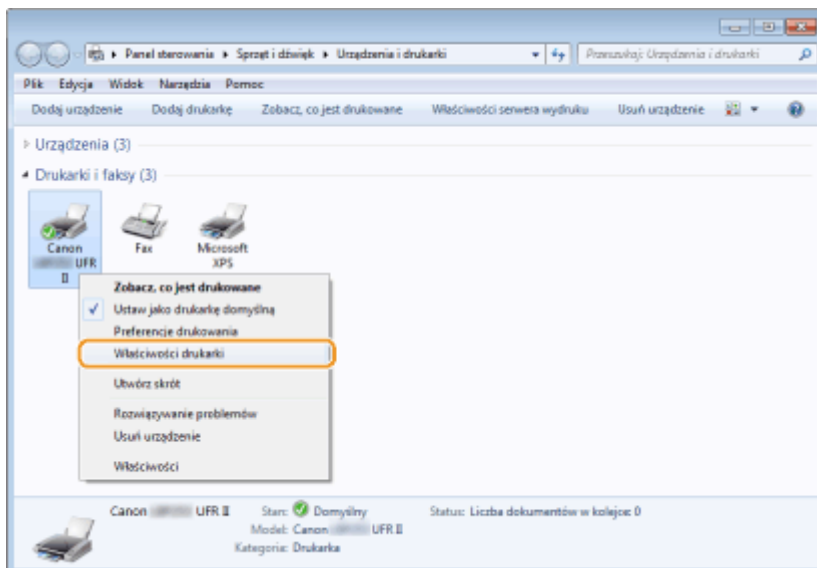 Panel sterowania ▸ Sprzęt i dźwięk ▸ Urządzenia i drukarki
Przeszukaj: Urządzenia i drukarki
Plik Edycja Widok Narzędzia Pomoc
Dodaj urządzenie Dodaj drukarkę Zobacz, co jest drukowane Właściwości serwera wydruku Usuń urządzenie
Urządzenia (3)
Drukarki i faksy (3)
Canon
UFR
II
Fax
Microsoft
XPS
Zobacz, co jest drukowane
Ustaw jako drukarkę domyślną
Preferencje drukowania
Właściwości drukarki
Utwórz skrót
Rozwiązywanie problemów
Usuń urządzenie
Właściwości
Canon UFR II Stan: Domyślny Status: Liczba dokumentów w kolejce: 0
Model: Canon UFR II
Kategoria: Drukarka